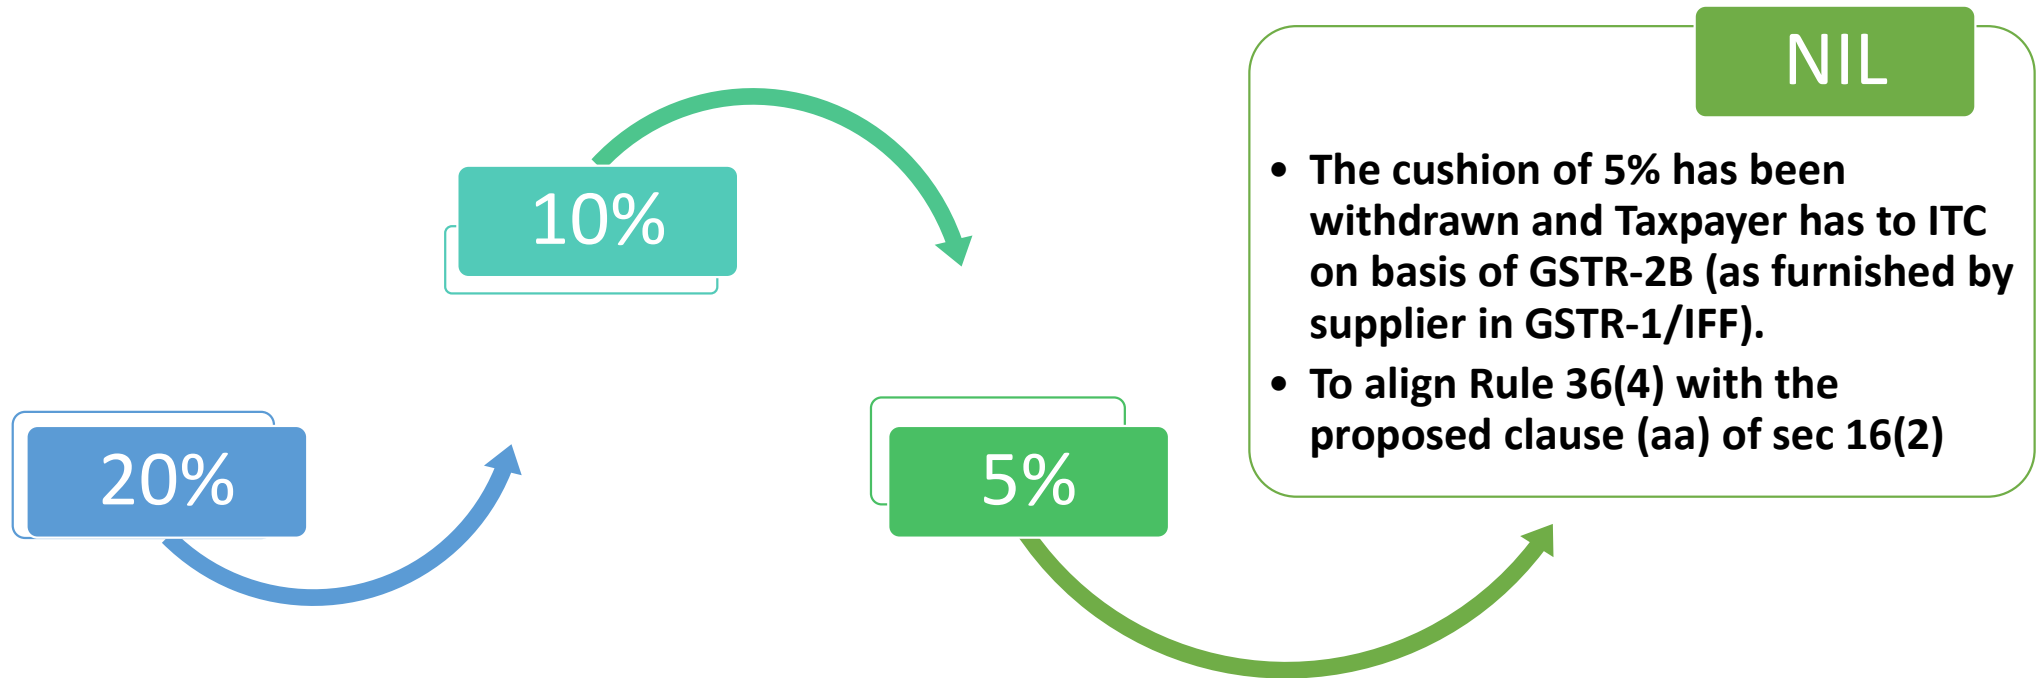 20%
10%
5%
NIL
• The cushion of 5% has been
withdrawn and Taxpayer has to ITC
on basis of GSTR-2B (as furnished by
supplier in GSTR-1/IFF).
• To align Rule 36(4) with the
proposed clause (aa) of sec 16(2)